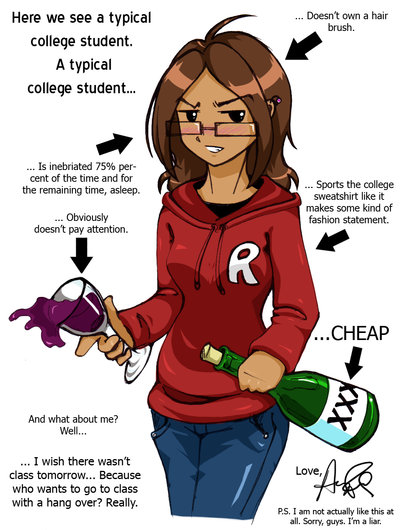 Here we see a typical
college student.
A typical
college student...
... Doesn't own a hair
brush.
... Is inebriated 75% per-
cent of the time and for
the remaining time, asleep.
... Sports the college
sweatshirt like it
makes some kind of
fashion statement.
... Obviously
doesn't pay attention.
R
...CHEAP
XXX
And what about me?
Well...
... I wish there wasn't
class tomorrow... Because
who wants to go to class
with a hang over? Really.
Love,
P.S. I am not actually like this at
all. Sorry, guys. I'm a liar.